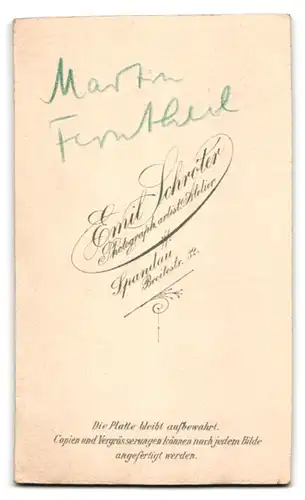 Martin
Ferntheil
Emil Schröter
Photograph. artist. Atelier
Spandau
Breitestr. 32.
Die Platte bleibt aufbewahrt.
Copien und Vergrösserungen können nach jedem Bilde
angefertigt werden.